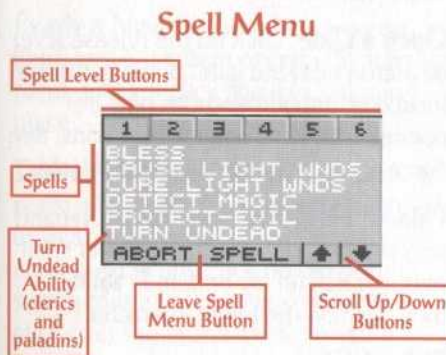 Spell Menu
Spell Level Buttons
1 2 3 4 5 6
BLESS
CAUSE LIGHT WNDS
CURE LIGHT WNDS
DETECT MAGIC
PROTECT-EVIL
TURN UNDEAD
ABORT SPELL
Spells
Turn
Undead
Ability
(clerics
and
paladins)
Leave Spell
Menu Button
Scroll Up/Down
Buttons